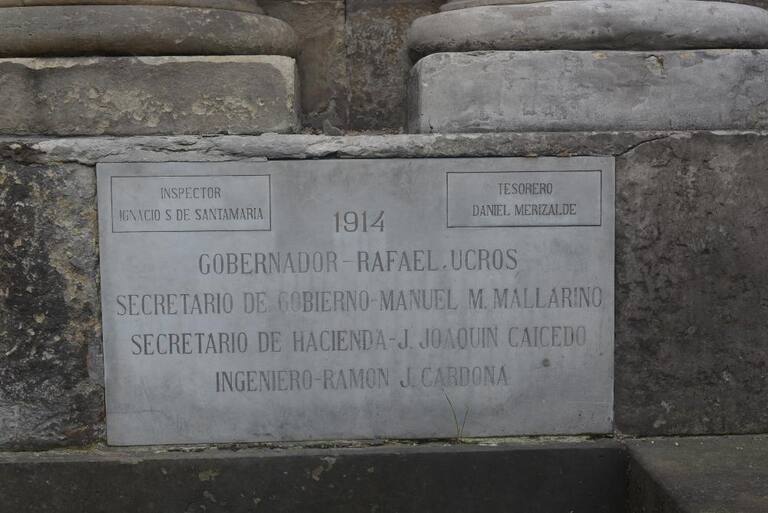 INSPECTOR
IGNACIO S DE SANTAMARIA
TESORERO
DANIEL MERIZALDE
1914
GOBERNADOR-RAFAEL.UCROS
SECRETARIO DE GOBIERNO-MANUEL M. MALLARINO
SECRETARIO DE HACIENDA-J. JOAQUIN CAICEDO
INGENIERO-RAMON J. CARDONA